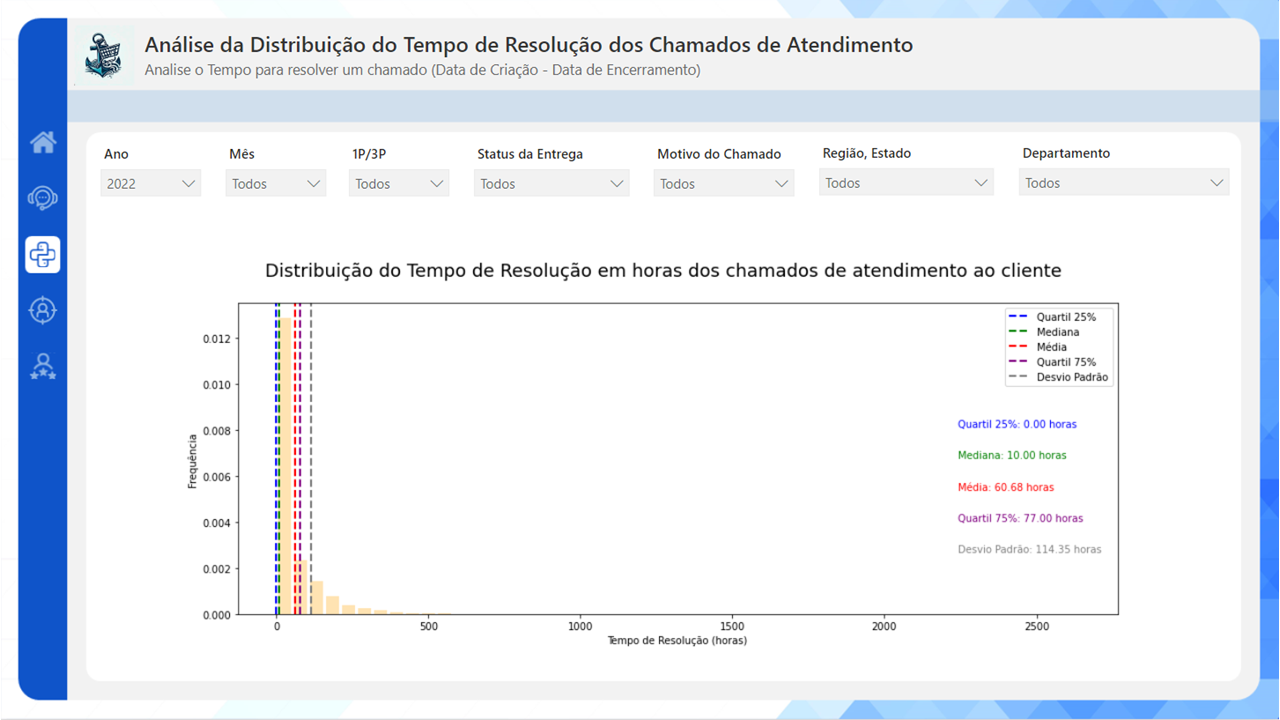 Análise da Distribuição do Tempo de Resolução dos Chamados de Atendimento
Analise o Tempo para resolver um chamado (Data de Criação - Data de Encerramento)
Ano
Mês
1P/3P
Status da Entrega
Motivo do Chamado
Região, Estado
Departamento
2022
Todos
Todos
Todos
Todos
Todos
Todos
Distribuição do Tempo de Resolução em horas dos chamados de atendimento ao cliente
Quartil 25%
Mediana
Média
Quartil 75%
Desvio Padrão
Quartil 25%: 0.00 horas
Mediana: 10.00 horas
Média: 60.68 horas
Quartil 75%: 77.00 horas
Desvio Padrão: 114.35 horas
Frequência
0.012
0.010
0.008
0.006
0.004
0.002
0.000
0
500
1000
1500
2000
2500
Tempo de Resolução (horas)